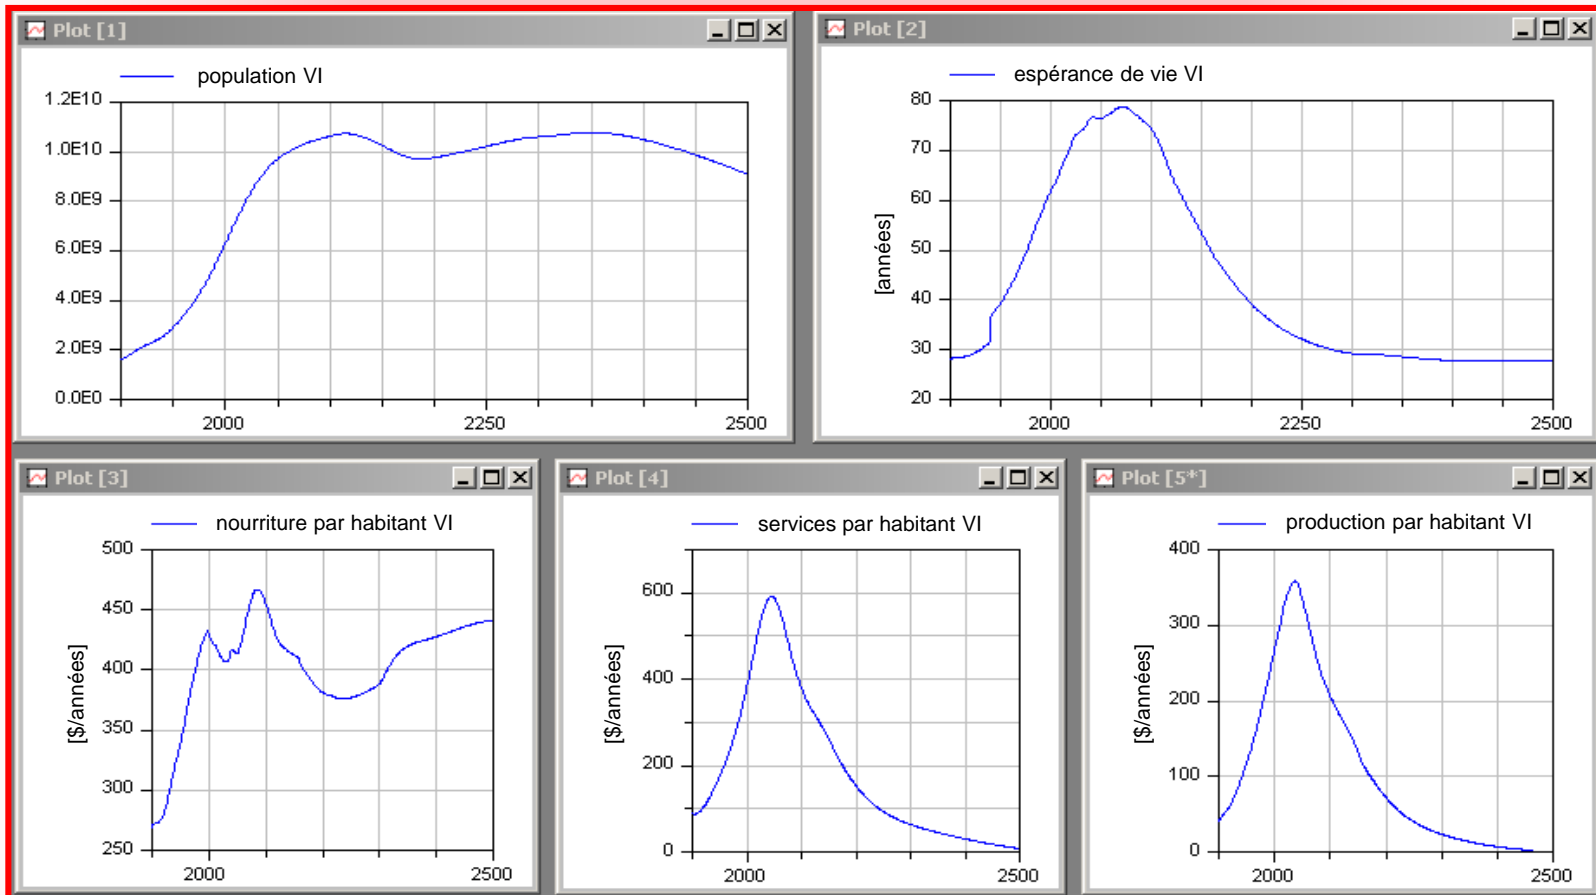 Plot [1]
population VI
1.2E10
1.0E10
8.0E9
6.0E9
4.0E9
2.0E9
0.0E0
2000
2250
2500
Plot [2]
espérance de vie VI
80
70
60
50
40
30
20
[années]
2000
2250
2500
Plot [3]
nourriture par habitant VI
500
450
400
350
300
250
[$/années]
2000
2500
Plot [4]
services par habitant VI
600
400
200
0
[$/années]
2000
2500
Plot [5*]
production par habitant VI
400
300
200
100
0
[$/années]
2000
2500